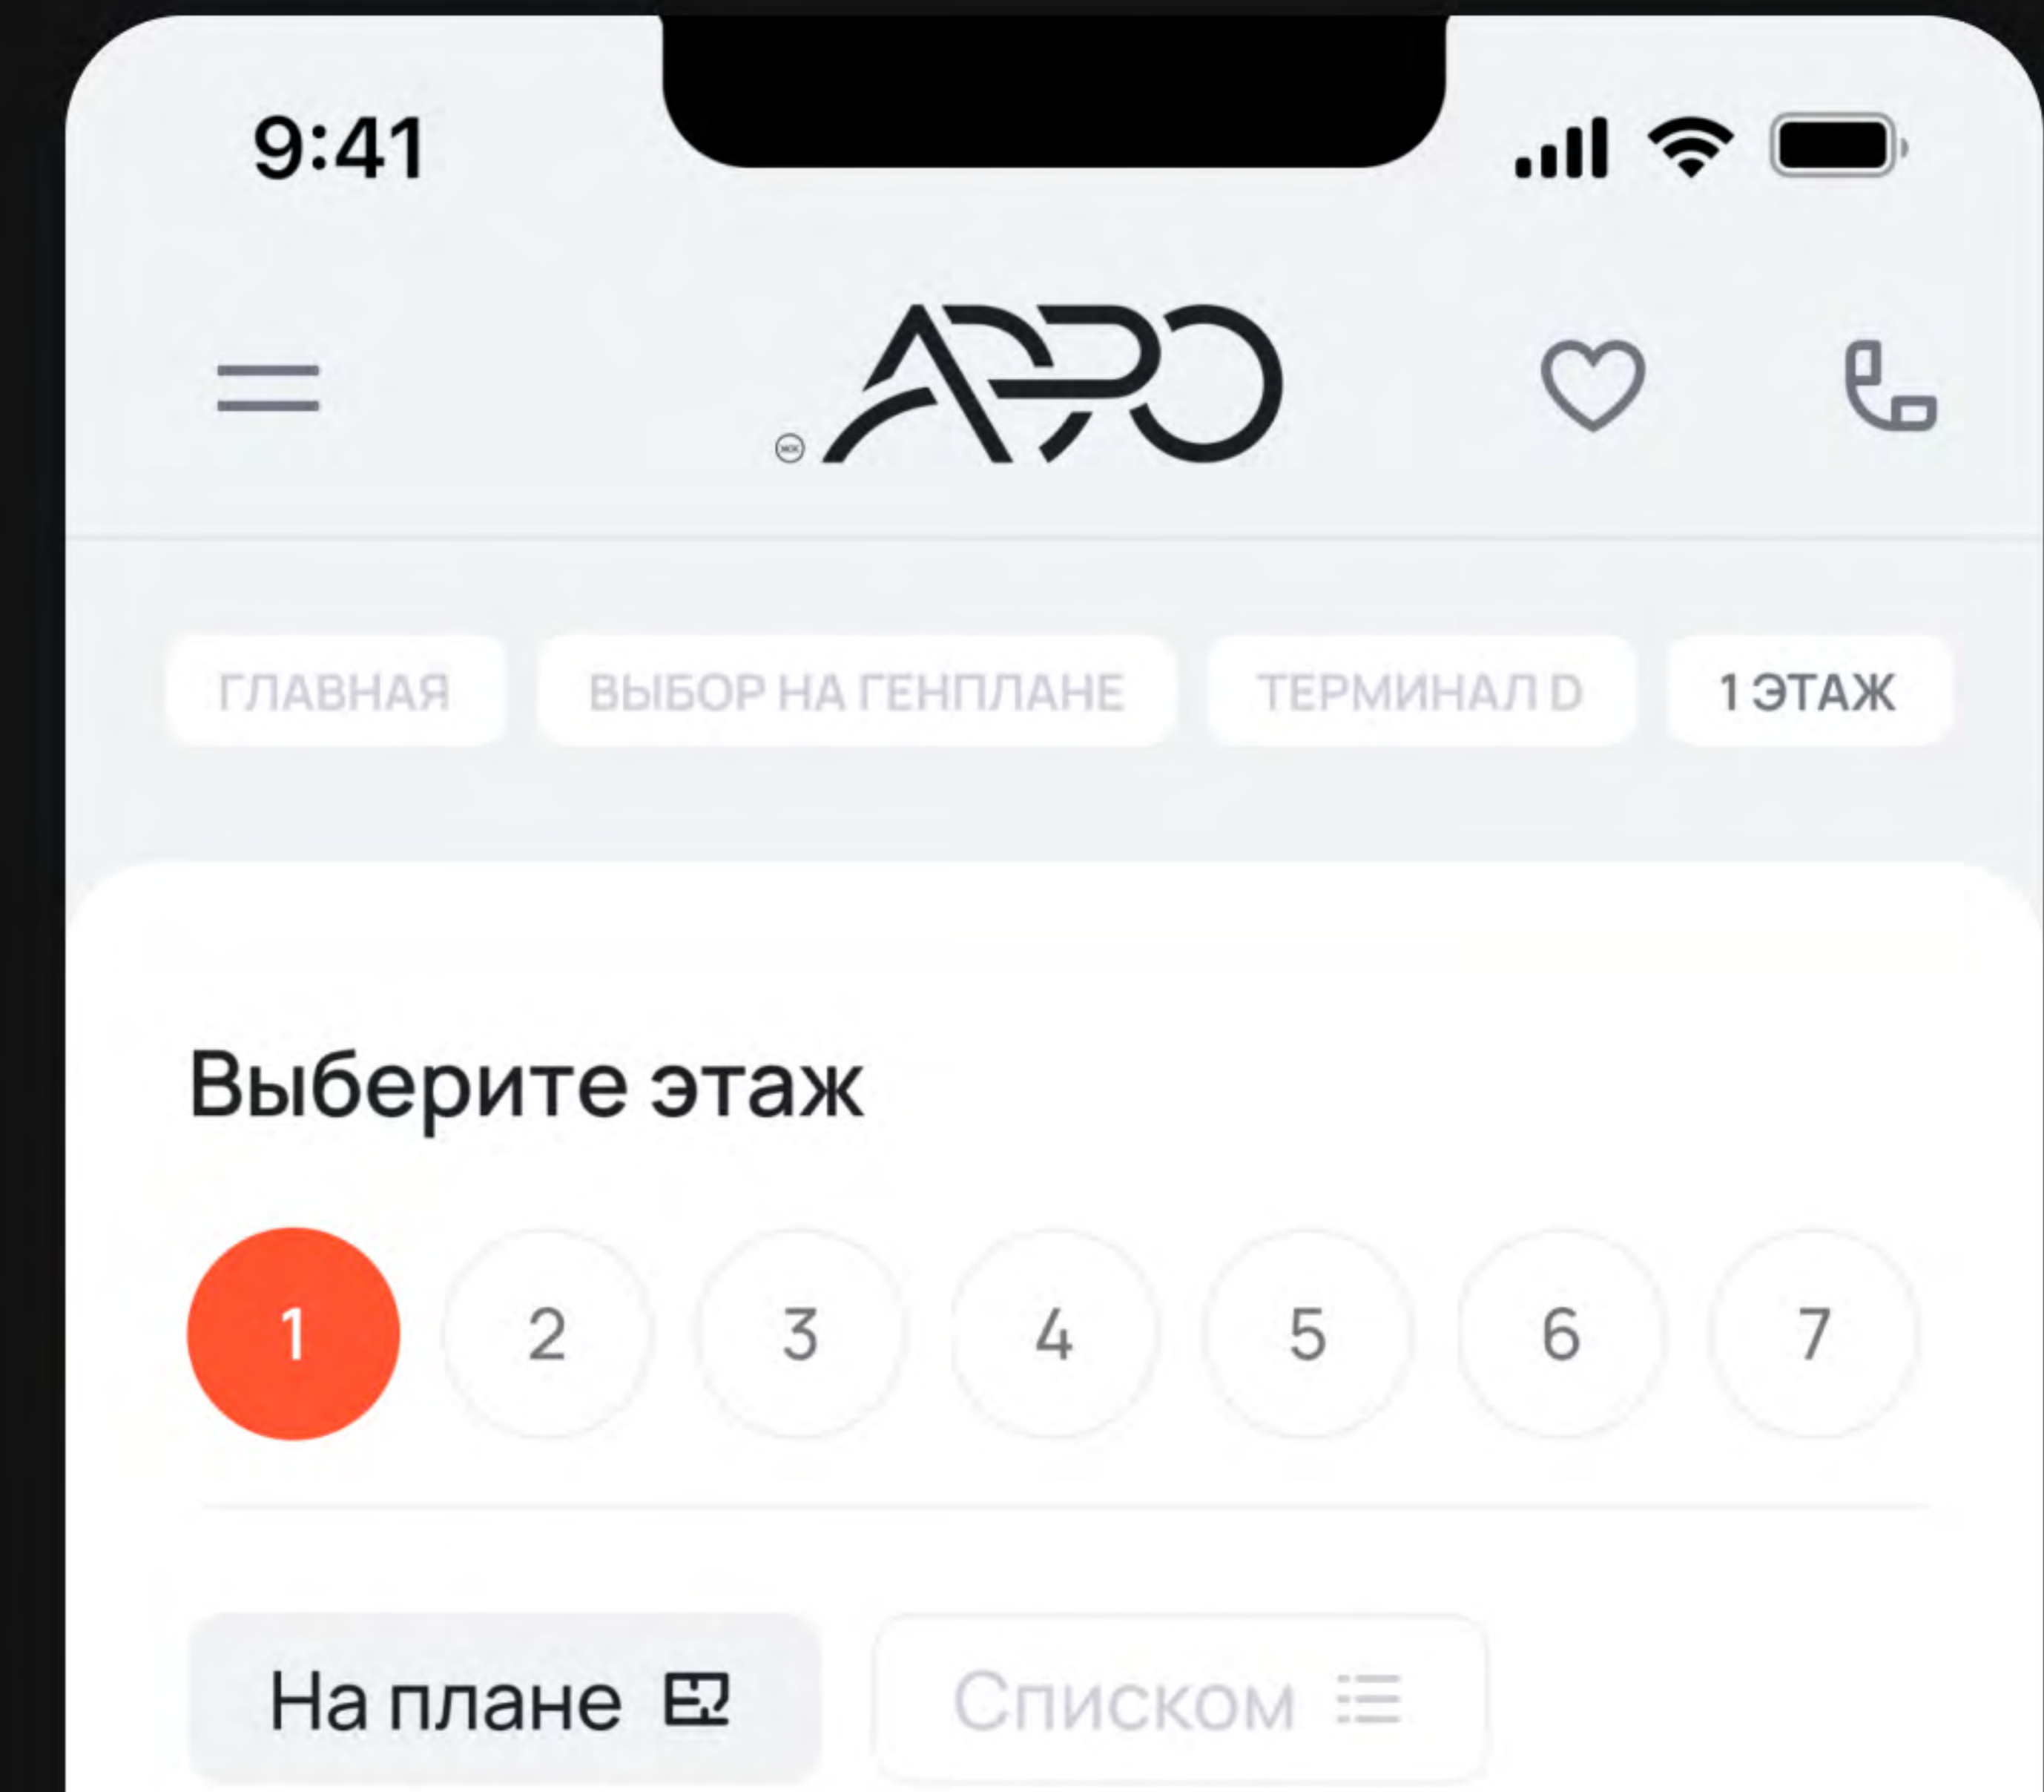 9:41
ЖК АЭРО
ГЛАВНАЯ ВЫБОР НА ГЕНПЛАНЕ ТЕРМИНАЛ D 1 ЭТАЖ
Выберите этаж
1 2 3 4 5 6 7
На плане Списком